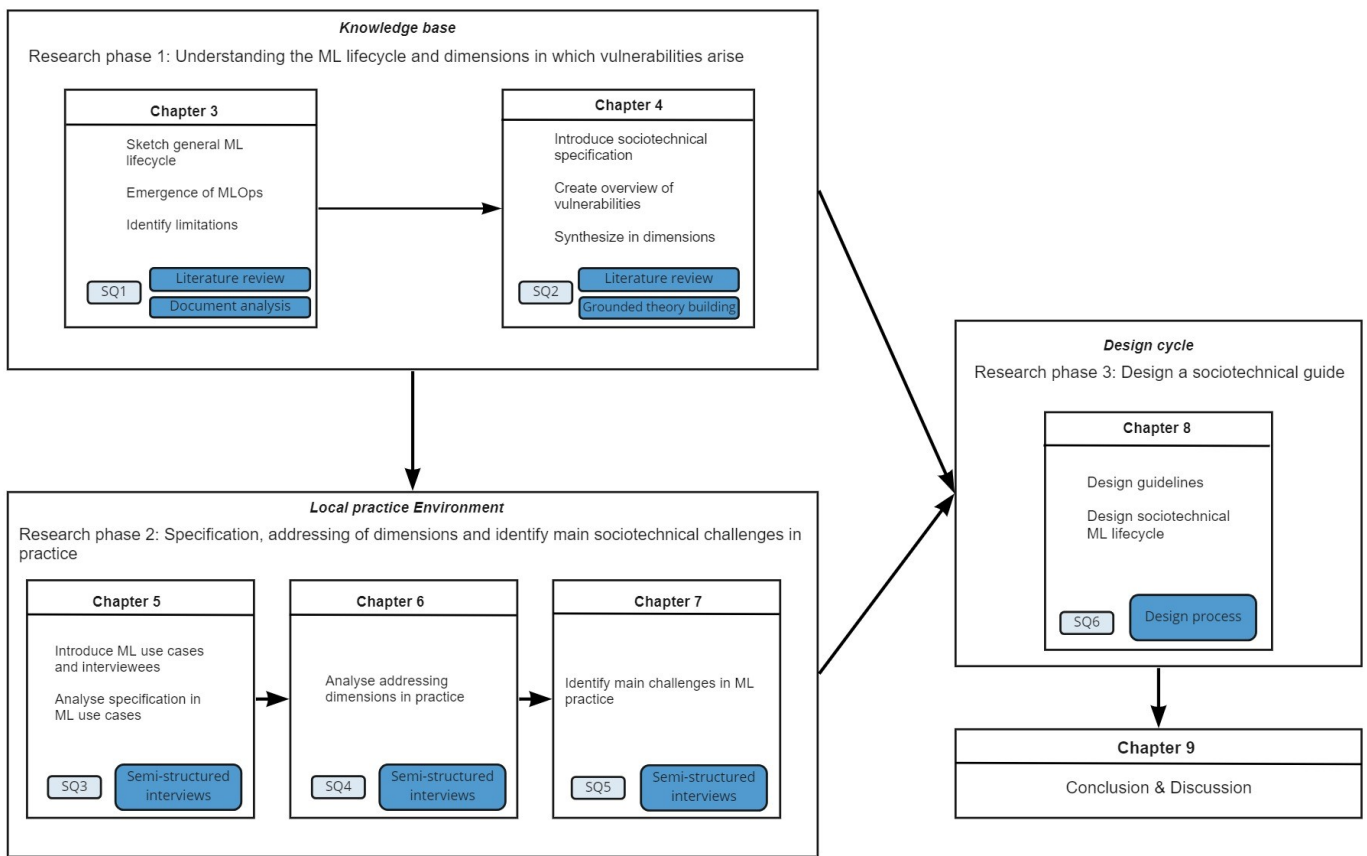 Knowledge base
Research phase 1: Understanding the ML lifecycle and dimensions in which vulnerabilities arise
Chapter 3
Sketch general ML
lifecycle
Emergence of MLOps
Identify limitations
SQ1
Literature review
Document analysis
Chapter 4
Introduce sociotechnical
specification
Create overview of
vulnerabilities
Synthesize in dimensions
SQ2
Literature review
Grounded theory building
Local practice Environment
Research phase 2: Specification, addressing of dimensions and identify main sociotechnical challenges in
practice
Chapter 5
Introduce ML use cases
and interviewees
Analyse specification in
ML use cases
SQ3
Semi-structured
interviews
Chapter 6
Analyse addressing
dimensions in practice
SQ4
Semi-structured
interviews
Chapter 7
Identify main challenges in ML
practice
SQ5
Semi-structured
interviews
Design cycle
Research phase 3: Design a sociotechnical guide
Chapter 8
Design guidelines
Design sociotechnical
ML lifecycle
SQ6
Design process
Chapter 9
Conclusion & Discussion